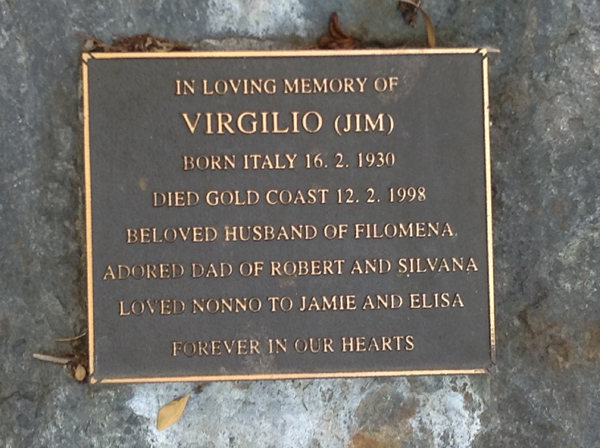 IN LOVING MEMORY OF
VIRGILIO (JIM)
BORN ITALY 16. 2. 1930
DIED GOLD COAST 12. 2. 1998
BELOVED HUSBAND OF FILOMENA
ADORED DAD OF ROBERT AND SILVANA
LOVED NONNO TO JAMIE AND ELISA
FOREVER IN OUR HEARTS